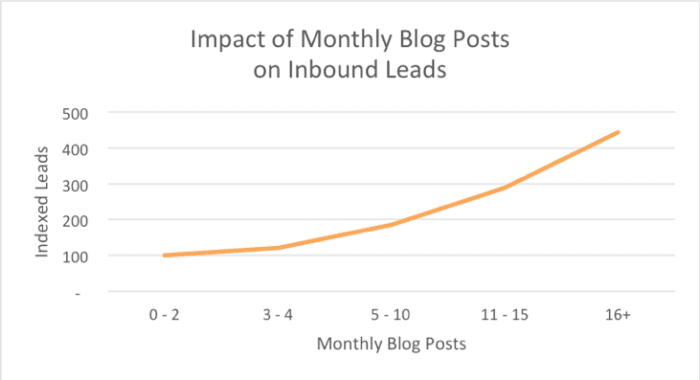 Impact of Monthly Blog Posts
on Inbound Leads
500
400
300
200
100
-
Indexed Leads
0 - 2
3 - 4
5 - 10
11 - 15
16+
Monthly Blog Posts